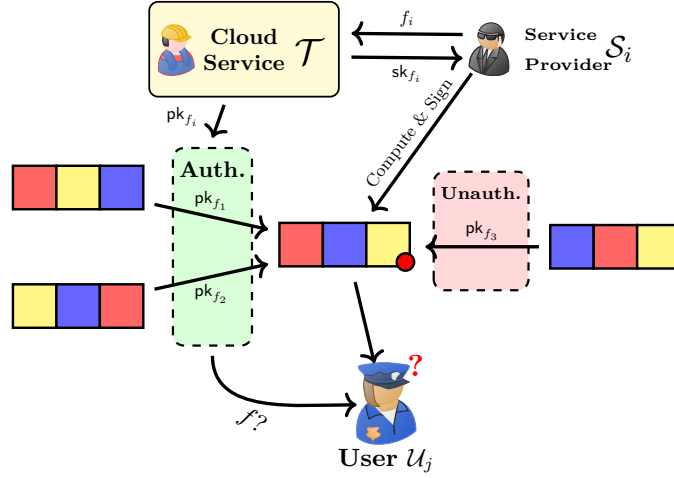 Cloud
Service 𝒯
f_i
sk_{f_i}
Service
Provider 𝒮_i
pk_{f_i}
Compute & Sign
Auth.
pk_{f_1}
pk_{f_2}
Unauth.
pk_{f_3}
?
f?
User 𝒰_j